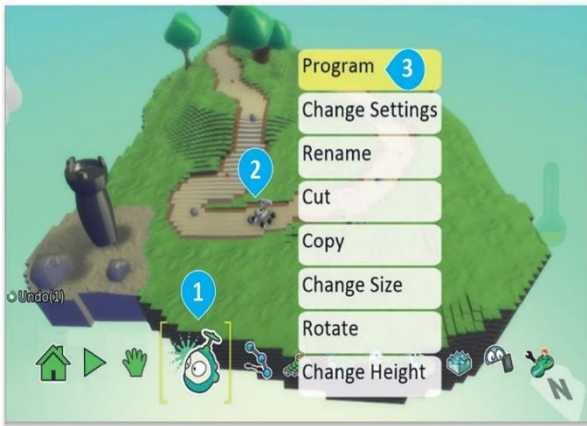 Program 3
Change Settings
Rename
2
Cut
Copy
Change Size
1
Undo(1)
Rotate
Change Height
N